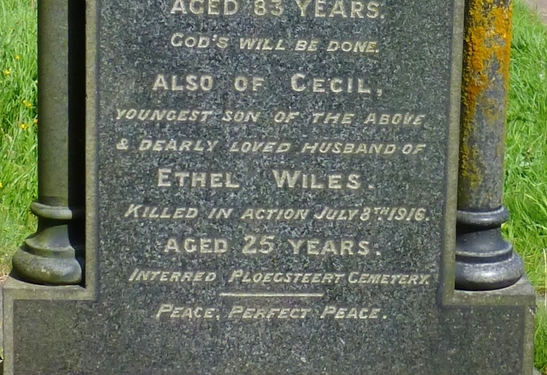 AGED 83 YEARS.
GOD'S WILL BE DONE.
ALSO OF CECIL,
YOUNGEST SON OF THE ABOVE
& DEARLY LOVED HUSBAND OF
ETHEL WILES.
KILLED IN ACTION JULY 8TH 1916.
AGED 25 YEARS.
INTERRED PLOEGSTEERT CEMETERY.
PEACE, PERFECT PEACE.